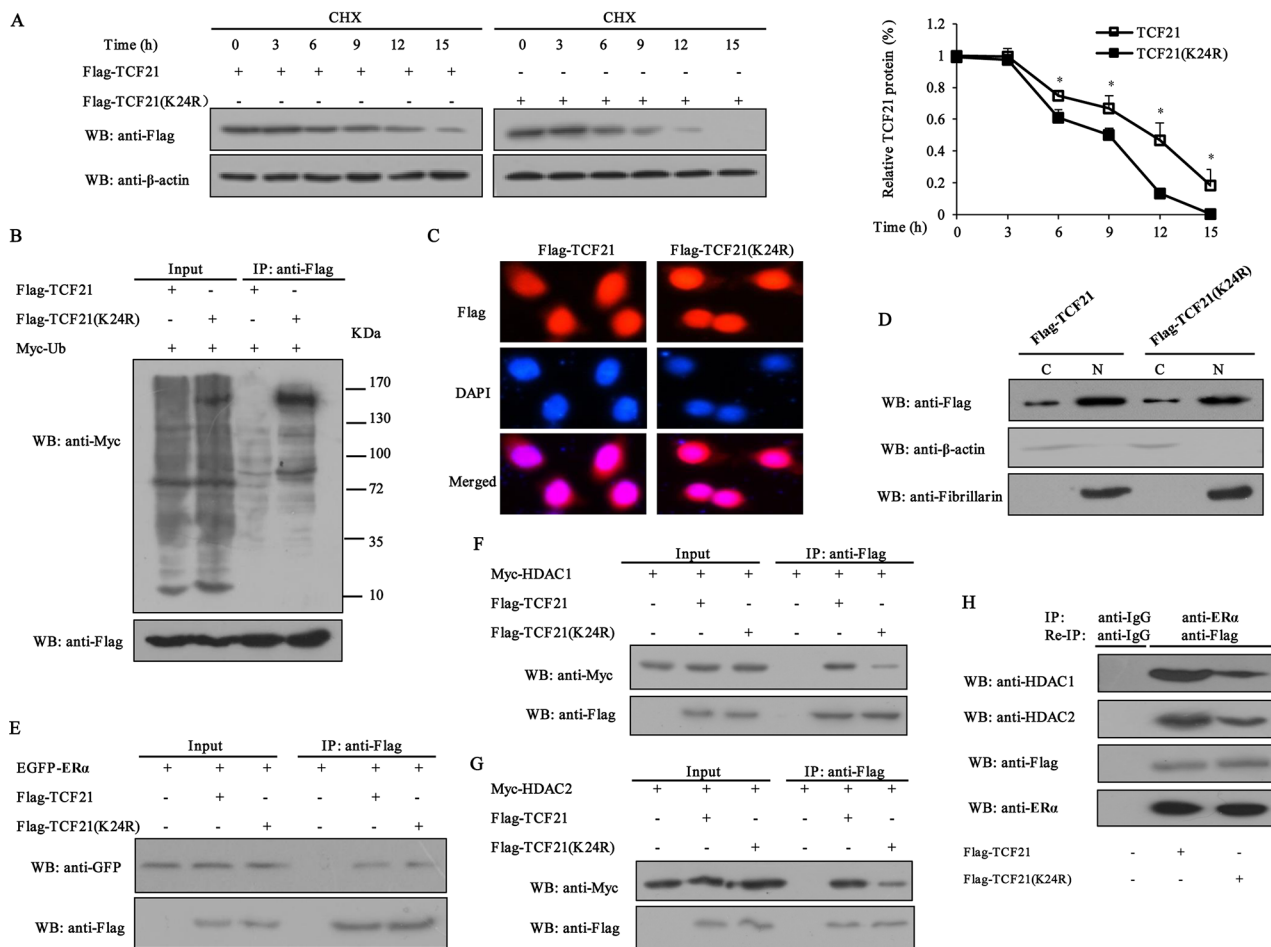 A
CHX CHX
Time (h) 0 3 6 9 12 15 0 3 6 9 12 15
Flag-TCF21 + + + + + + - - - - - -
Flag-TCF21(K24R) - - - - - - + + + + + +
WB: anti-Flag
WB: anti-β-actin
Relative TCF21 protein (%)
1.2
1
0.8
0.6
0.4
0.2
0
TCF21
TCF21(K24R)
* * * *
Time (h) 0 3 6 9 12 15
B
Input IP: anti-Flag
Flag-TCF21 + - + -
Flag-TCF21(K24R) - + - +
Myc-Ub + + + +
KDa
170
130
100
72
35
10
WB: anti-Myc
WB: anti-Flag
C
Flag-TCF21 Flag-TCF21(K24R)
Flag
DAPI
Merged
D
Flag-TCF21 Flag-TCF21(K24R)
C N C N
WB: anti-Flag
WB: anti-β-actin
WB: anti-Fibrillarin
E
Input IP: anti-Flag
EGFP-ERα + + + + + +
Flag-TCF21 - + - - + -
Flag-TCF21(K24R) - - + - - +
WB: anti-GFP
WB: anti-Flag
F
Input IP: anti-Flag
Myc-HDAC1 + + + + + +
Flag-TCF21 - + - - + -
Flag-TCF21(K24R) - - + - - +
WB: anti-Myc
WB: anti-Flag
G
Input IP: anti-Flag
Myc-HDAC2 + + + + + +
Flag-TCF21 - + - - + -
Flag-TCF21(K24R) - - + - - +
WB: anti-Myc
WB: anti-Flag
H
IP: anti-IgG anti-ERα
Re-IP: anti-IgG anti-Flag
WB: anti-HDAC1
WB: anti-HDAC2
WB: anti-Flag
WB: anti-ERα
Flag-TCF21 - + -
Flag-TCF21(K24R) - - +